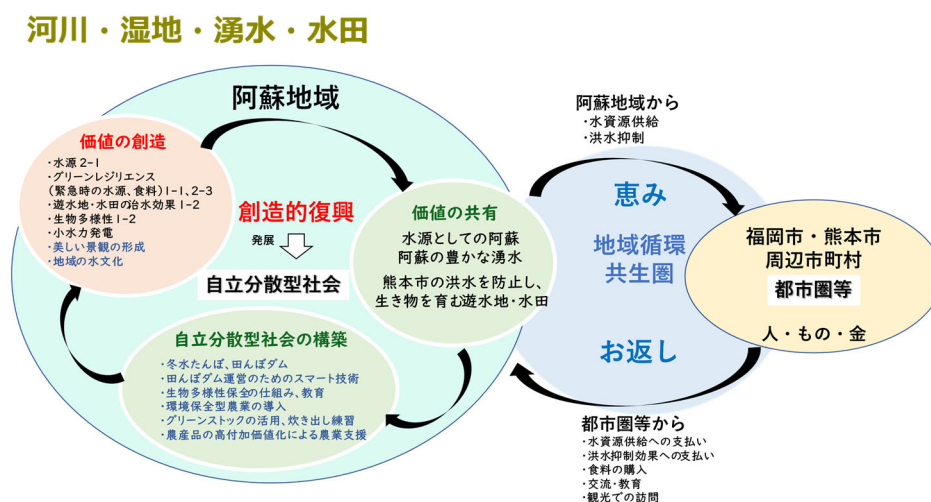 河川・湿地・湧水・水田
阿蘇地域
価値の創造
・水源2-1
・グリーンレジリエンス
(緊急時の水源、食料)1-1、2-3
・遊水地・水田の治水効果1-2
・生物多様性1-2
・小水力発電
・美しい景観の形成
・地域の水文化
創造的復興
発展
自立分散型社会
価値の共有
水源としての阿蘇
阿蘇の豊かな湧水
熊本市の洪水を防止し、
生き物を育む遊水地・水田
自立分散型社会の構築
・冬水たんぼ、田んぼダム
・田んぼダム運営のためのスマート技術
・生物多様性保全の仕組み、教育
・環境保全型農業の導入
・グリーンストックの活用、炊き出し練習
・農産品の高付加価値化による農業支援
阿蘇地域から
・水資源供給
・洪水抑制
恵み
地域循環
共生圏
お返し
福岡市・熊本市
周辺市町村
都市圏等
人・もの・金
都市圏等から
・水資源供給への支払い
・洪水抑制効果への支払い
・食料の購入
・交流・教育
・観光での訪問